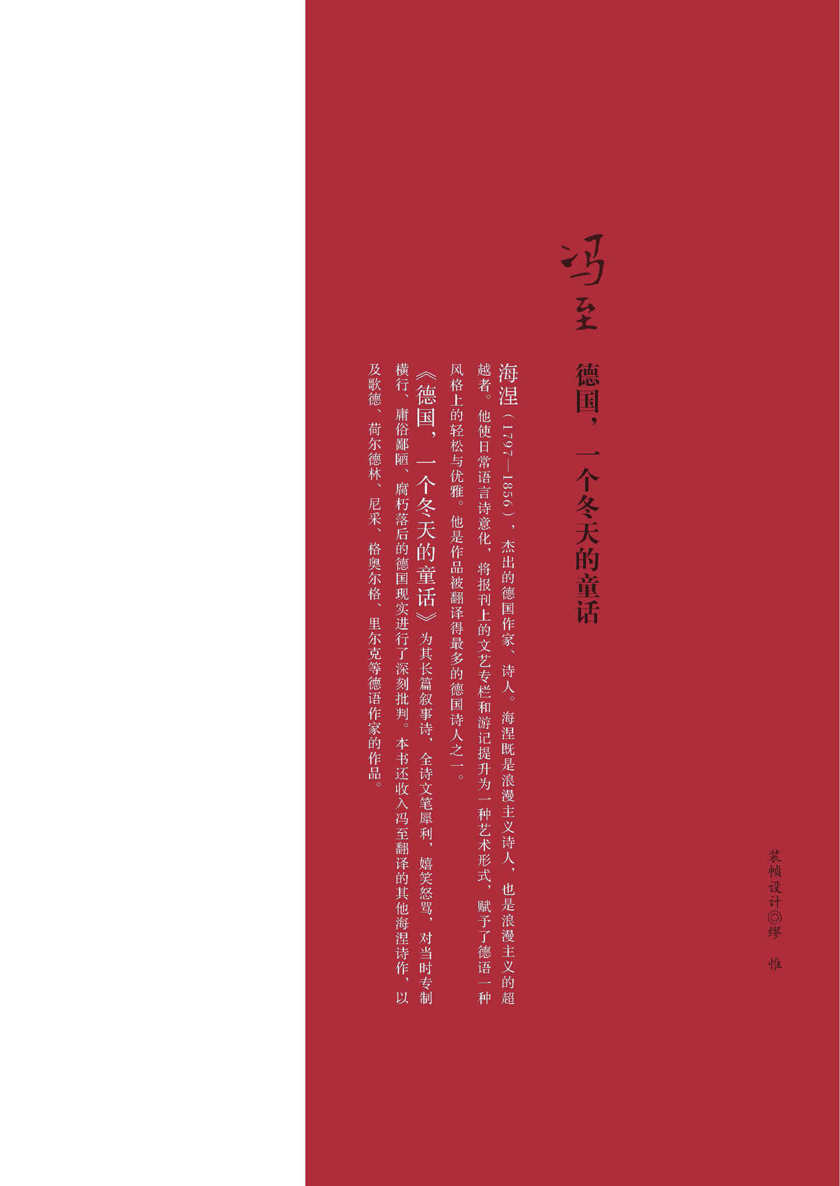 冯至
德国，一个冬天的童话
海涅（1797—1856），杰出的德国作家、诗人。海涅既是浪漫主义诗人，也是浪漫主义的超
越者。他使日常语言诗意化，将报刊上的文艺专栏和游记提升为一种艺术形式，赋予了德语一种
风格上的轻松与优雅。他是作品被翻译得最多的德国诗人之一。
《德国，一个冬天的童话》为其长篇叙事诗，全诗文笔犀利，嬉笑怒骂，对当时专制
横行、庸俗鄙陋、腐朽落后的德国现实进行了深刻批判。本书还收入冯至翻译的其他海涅诗作，以
及歌德、荷尔德林、尼采、格奥尔格、里尔克等德语作家的作品。
装帧设计◎缪 惟